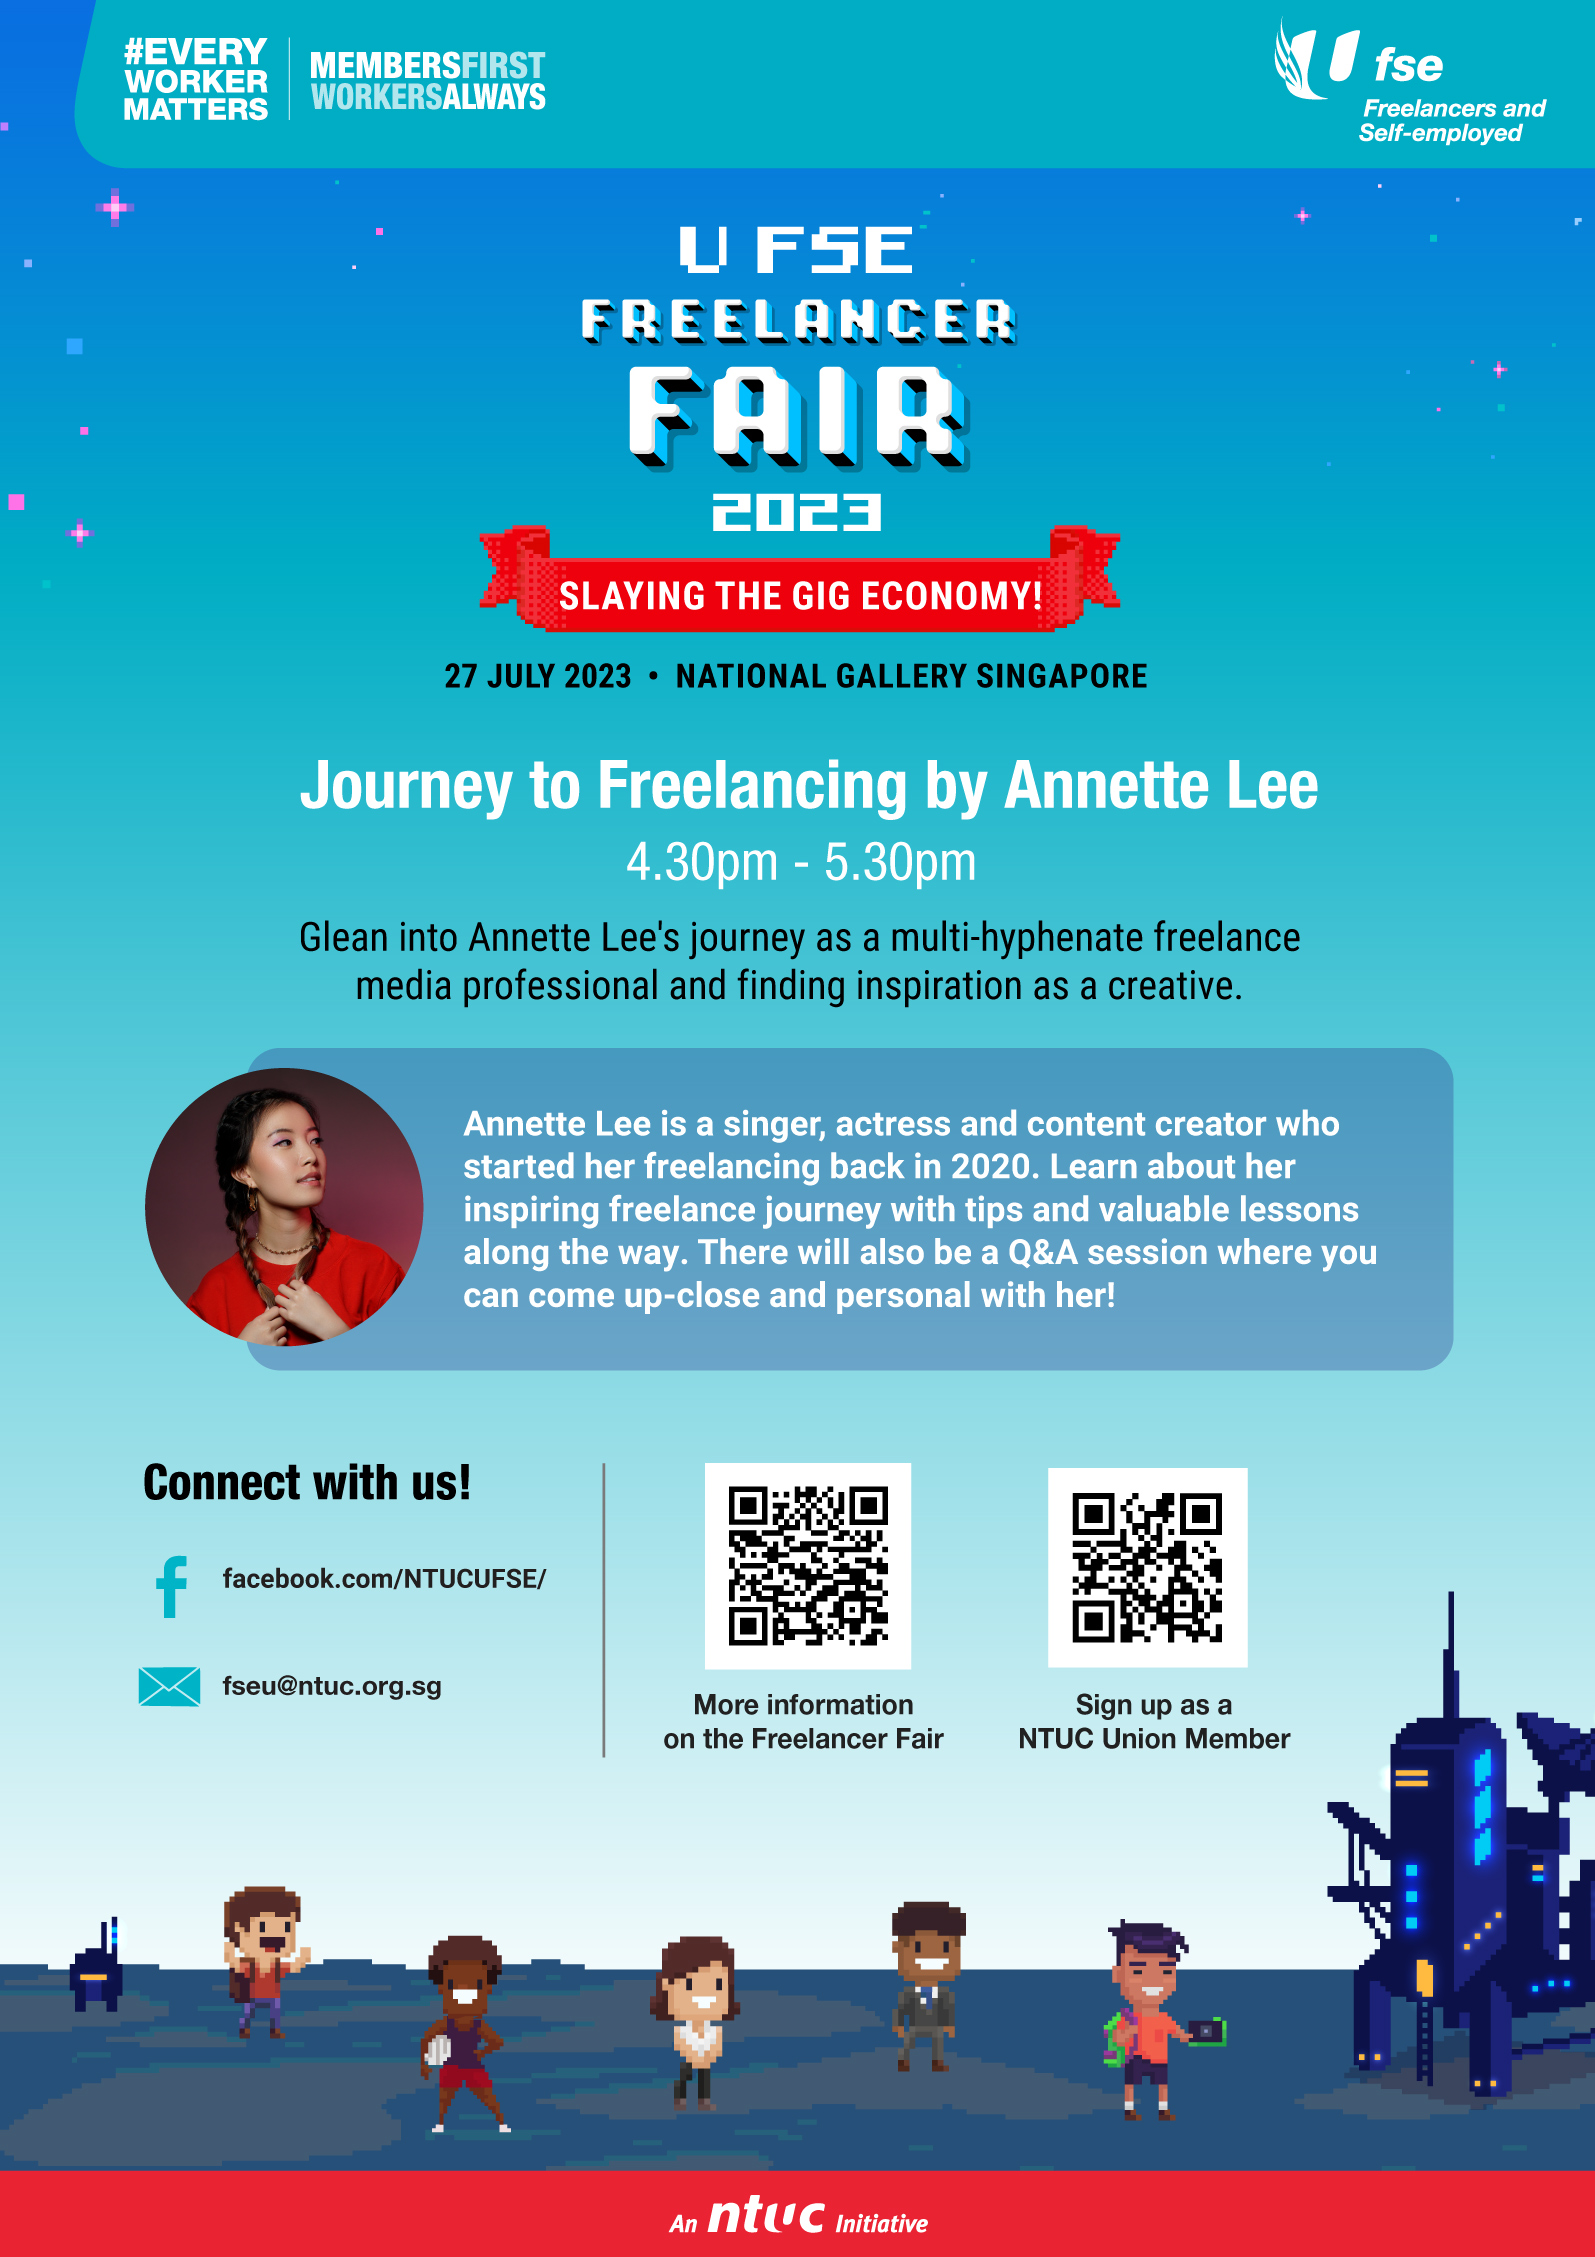 #EVERY
WORKER
MATTERS
MEMBERSFIRST
WORKERSALWAYS
U fse
Freelancers and
Self-employed
U FSE
FREELANCER
FAIR
2023
SLAYING THE GIG ECONOMY!
27 JULY 2023 • NATIONAL GALLERY SINGAPORE
Journey to Freelancing by Annette Lee
4.30pm - 5.30pm
Glean into Annette Lee's journey as a multi-hyphenate freelance
media professional and finding inspiration as a creative.
Annette Lee is a singer, actress and content creator who
started her freelancing back in 2020. Learn about her
inspiring freelance journey with tips and valuable lessons
along the way. There will also be a Q&A session where you
can come up-close and personal with her!
Connect with us!
facebook.com/NTUCUFSE/
fseu@ntuc.org.sg
More information
on the Freelancer Fair
Sign up as a
NTUC Union Member
An ntuc Initiative